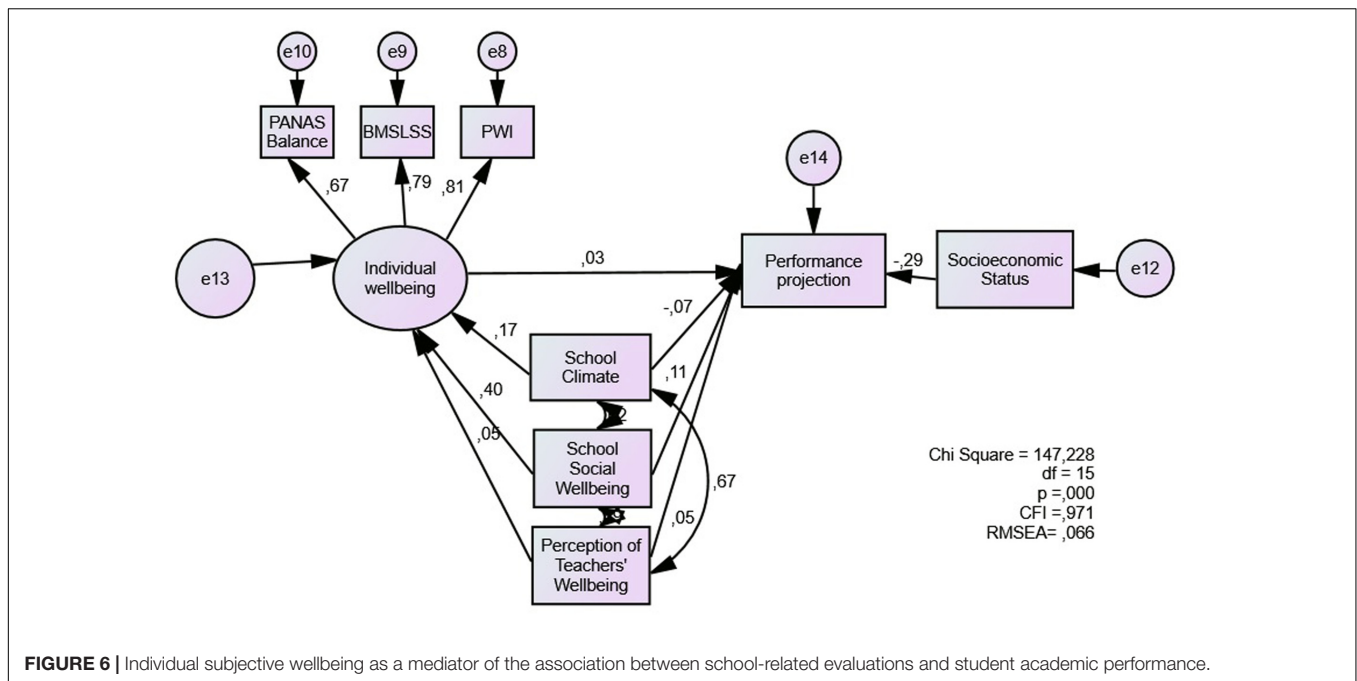 e10
e9
e8
PANAS
Balance
BMSLSS
PWI
e14
,67
,79
,81
e13
Individual
wellbeing
,03
Performance
projection
-,29
Socioeconomic
Status
e12
-,07
,17
School
Climate
,11
,40
,05
School
Social
Wellbeing
,67
,05
Perception of
Teachers'
Wellbeing
Chi Square = 147,228
df = 15
p =,000
CFI =,971
RMSEA= ,066
FIGURE 6 | Individual subjective wellbeing as a mediator of the association between school-related evaluations and student academic performance.